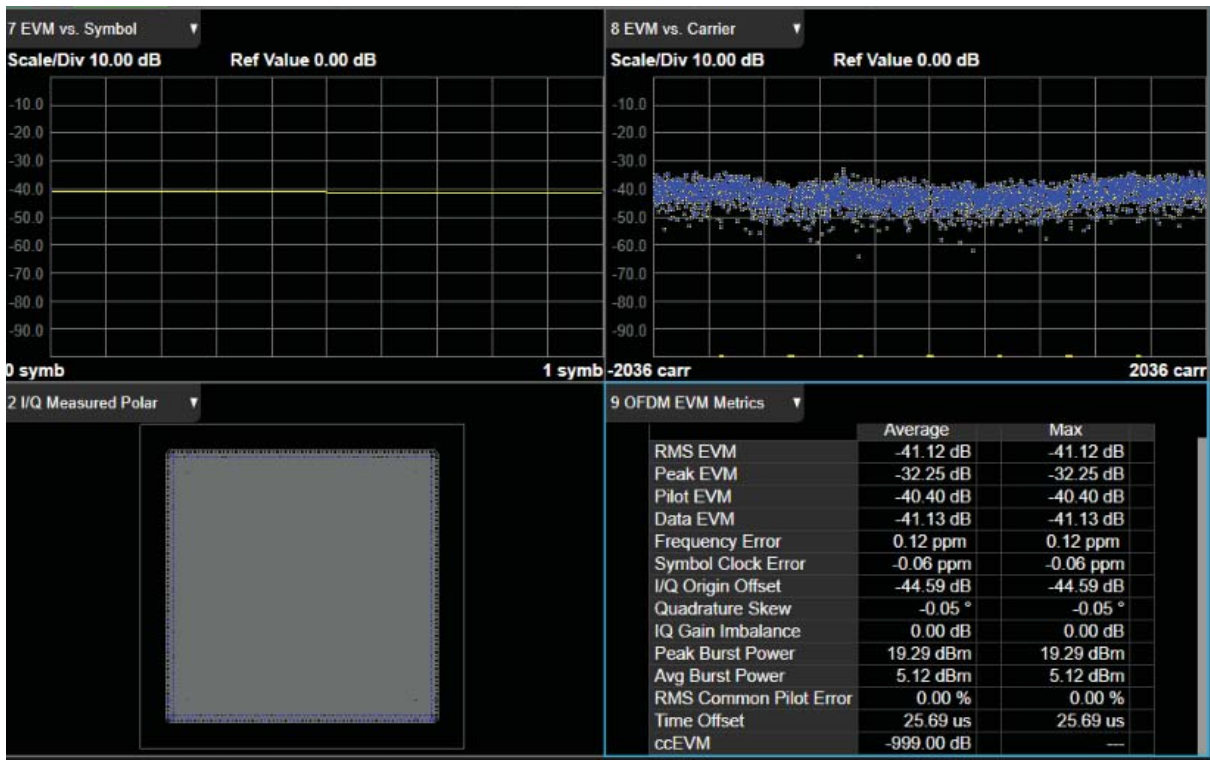 7 EVM vs. Symbol
Scale/Div 10.00 dB Ref Value 0.00 dB
-10.0
-20.0
-30.0
-40.0
-50.0
-60.0
-70.0
-80.0
-90.0
0 symb 1 symb
8 EVM vs. Carrier
Scale/Div 10.00 dB Ref Value 0.00 dB
-10.0
-20.0
-30.0
-40.0
-50.0
-60.0
-70.0
-80.0
-90.0
-2036 carr 2036 carr
2 I/Q Measured Polar
9 OFDM EVM Metrics
Average Max
RMS EVM -41.12 dB -41.12 dB
Peak EVM -32.25 dB -32.25 dB
Pilot EVM -40.40 dB -40.40 dB
Data EVM -41.13 dB -41.13 dB
Frequency Error 0.12 ppm 0.12 ppm
Symbol Clock Error -0.06 ppm -0.06 ppm
I/Q Origin Offset -44.59 dB -44.59 dB
Quadrature Skew -0.05 ° -0.05 °
IQ Gain Imbalance 0.00 dB 0.00 dB
Peak Burst Power 19.29 dBm 19.29 dBm
Avg Burst Power 5.12 dBm 5.12 dBm
RMS Common Pilot Error 0.00 % 0.00 %
Time Offset 25.69 us 25.69 us
ccEVM -999.00 dB ---